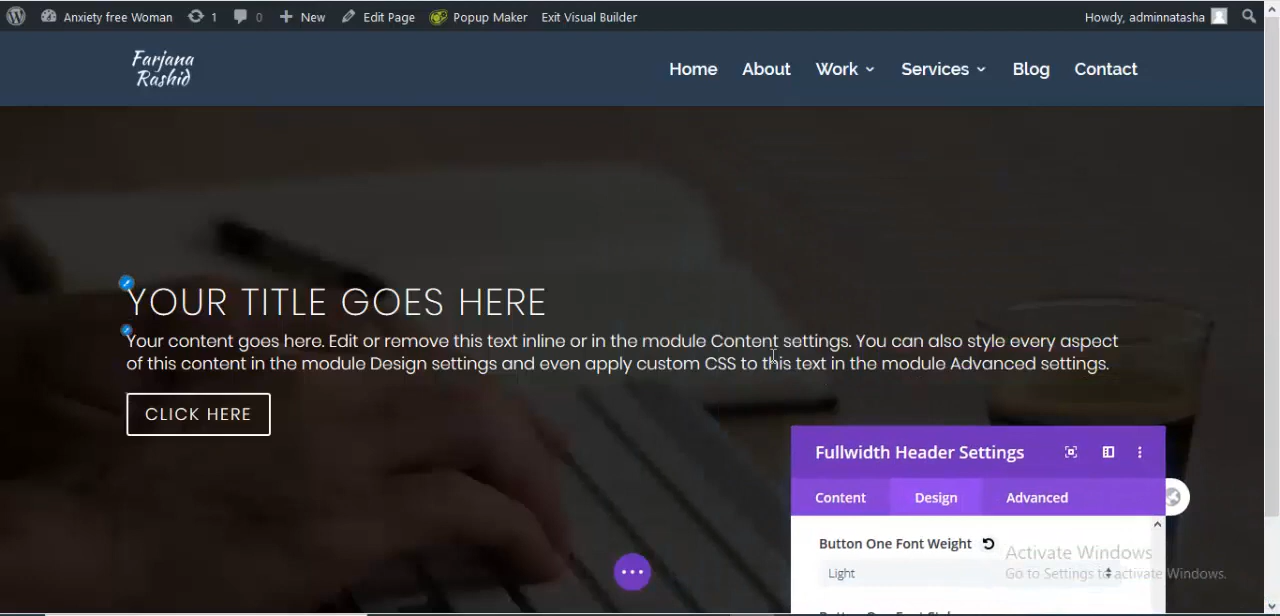 Anxiety free Woman 1 0 New Edit Page Popup Maker Exit Visual Builder Howdy, adminnatasha
Farjana
Rashid
Home About Work Services Blog Contact
YOUR TITLE GOES HERE
Your content goes here. Edit or remove this text inline or in the module Content settings. You can also style every aspect
of this content in the module Design settings and even apply custom CSS to this text in the module Advanced settings.
CLICK HERE
Fullwidth Header Settings
Content Design Advanced
Button One Font Weight
Light
Activate Windows
Go to Settings to activate Windows.
Button One Font Style